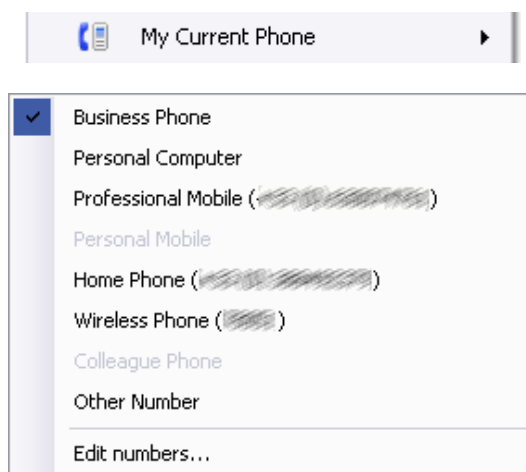 My Current Phone
Business Phone
Personal Computer
Professional Mobile ( )
Personal Mobile
Home Phone ( )
Wireless Phone ( )
Colleague Phone
Other Number
Edit numbers...